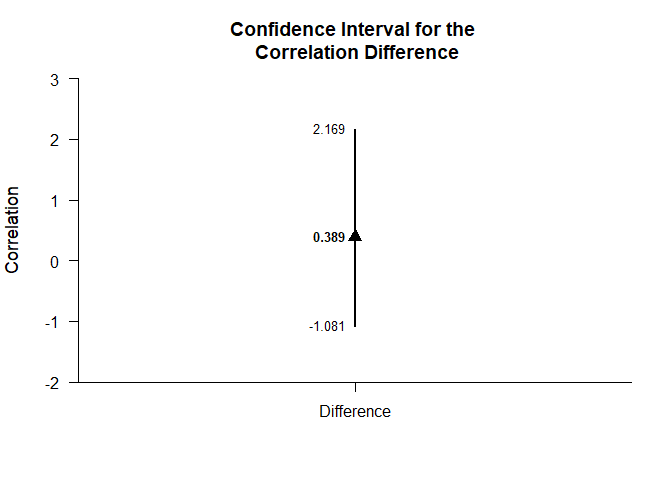 Confidence Interval for the
Correlation Difference
3
2
1
0
-1
-2
Correlation
2.169
0.389
-1.081
Difference